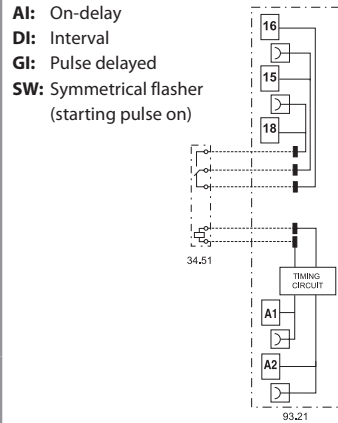 AI: On-delay
DI: Interval
GI: Pulse delayed
SW: Symmetrical flasher
(starting pulse on)
16
15
18
34.51
TIMING
CIRCUIT
A1
A2
93.21